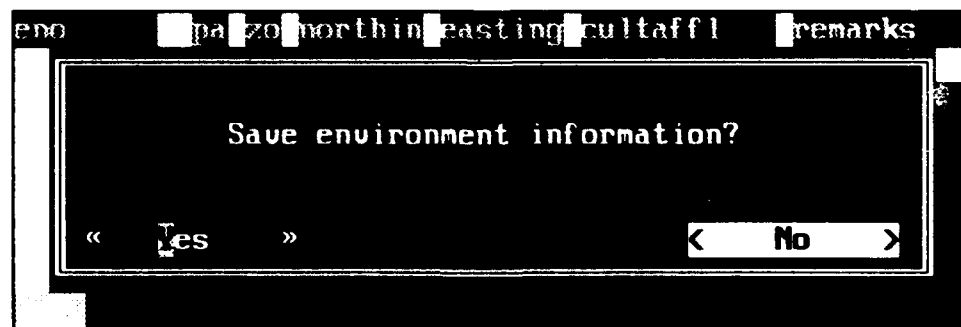 eno pa zo northin easting cultaffl remarks
Save environment information?
« Yes » < No >